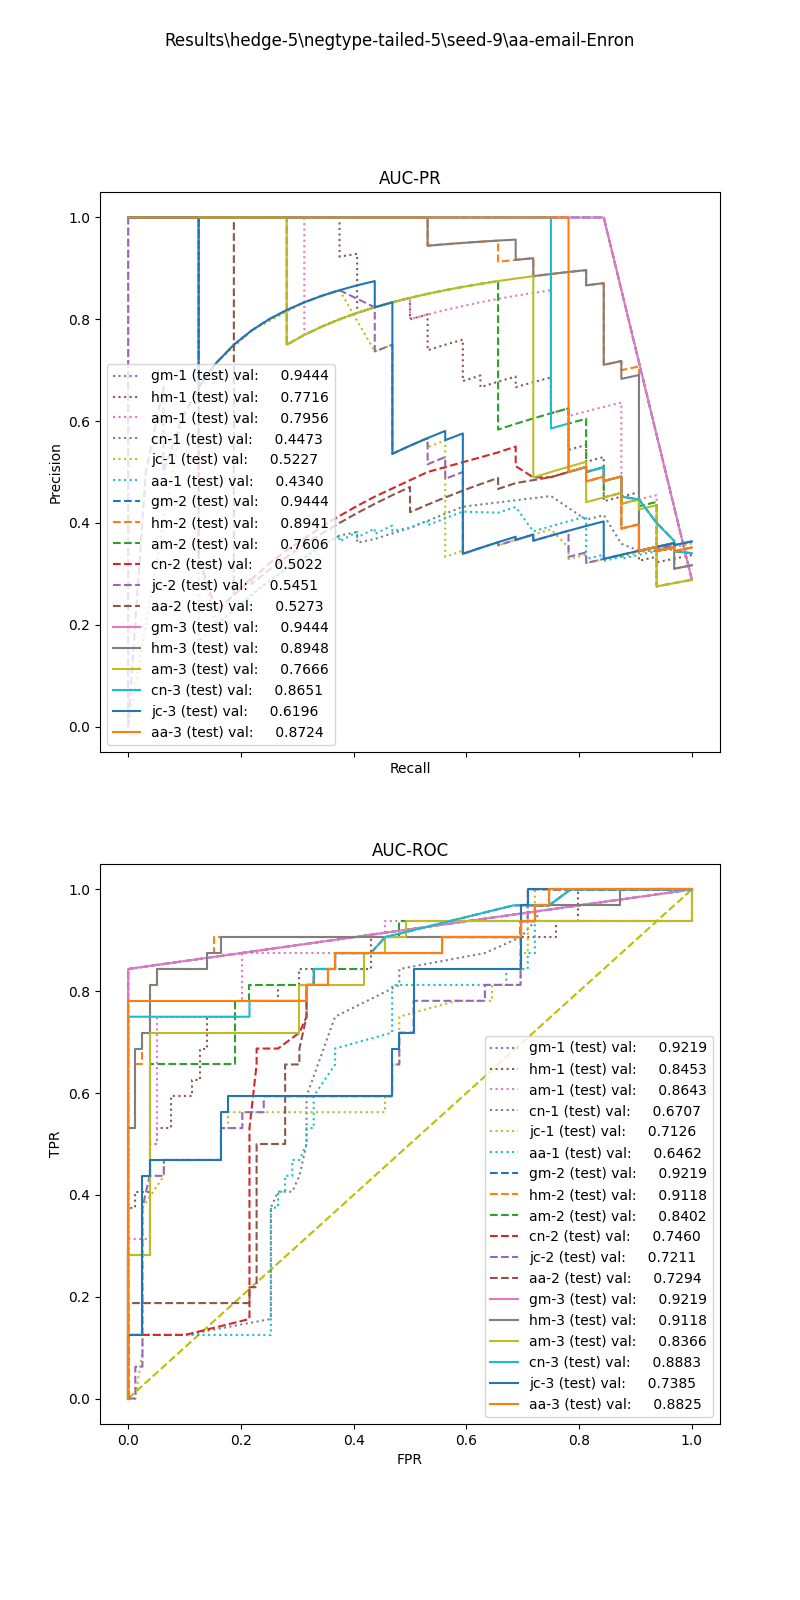 Results\hedge-5\negtype-tailed-5\seed-9\aa-email-Enron
AUC-PR
1.0
0.8
0.6
0.4
0.2
0.0
Precision
gm-1 (test) val: 0.9444
hm-1 (test) val: 0.7716
am-1 (test) val: 0.7956
cn-1 (test) val: 0.4473
jc-1 (test) val: 0.5227
aa-1 (test) val: 0.4340
gm-2 (test) val: 0.9444
hm-2 (test) val: 0.8941
am-2 (test) val: 0.7606
cn-2 (test) val: 0.5022
jc-2 (test) val: 0.5451
aa-2 (test) val: 0.5273
gm-3 (test) val: 0.9444
hm-3 (test) val: 0.8948
am-3 (test) val: 0.7666
cn-3 (test) val: 0.8651
jc-3 (test) val: 0.6196
aa-3 (test) val: 0.8724
Recall
AUC-ROC
1.0
0.8
0.6
0.4
0.2
0.0
TPR
gm-1 (test) val: 0.9219
hm-1 (test) val: 0.8453
am-1 (test) val: 0.8643
cn-1 (test) val: 0.6707
jc-1 (test) val: 0.7126
aa-1 (test) val: 0.6462
gm-2 (test) val: 0.9219
hm-2 (test) val: 0.9118
am-2 (test) val: 0.8402
cn-2 (test) val: 0.7460
jc-2 (test) val: 0.7211
aa-2 (test) val: 0.7294
gm-3 (test) val: 0.9219
hm-3 (test) val: 0.9118
am-3 (test) val: 0.8366
cn-3 (test) val: 0.8883
jc-3 (test) val: 0.7385
aa-3 (test) val: 0.8825
0.0 0.2 0.4 0.6 0.8 1.0
FPR